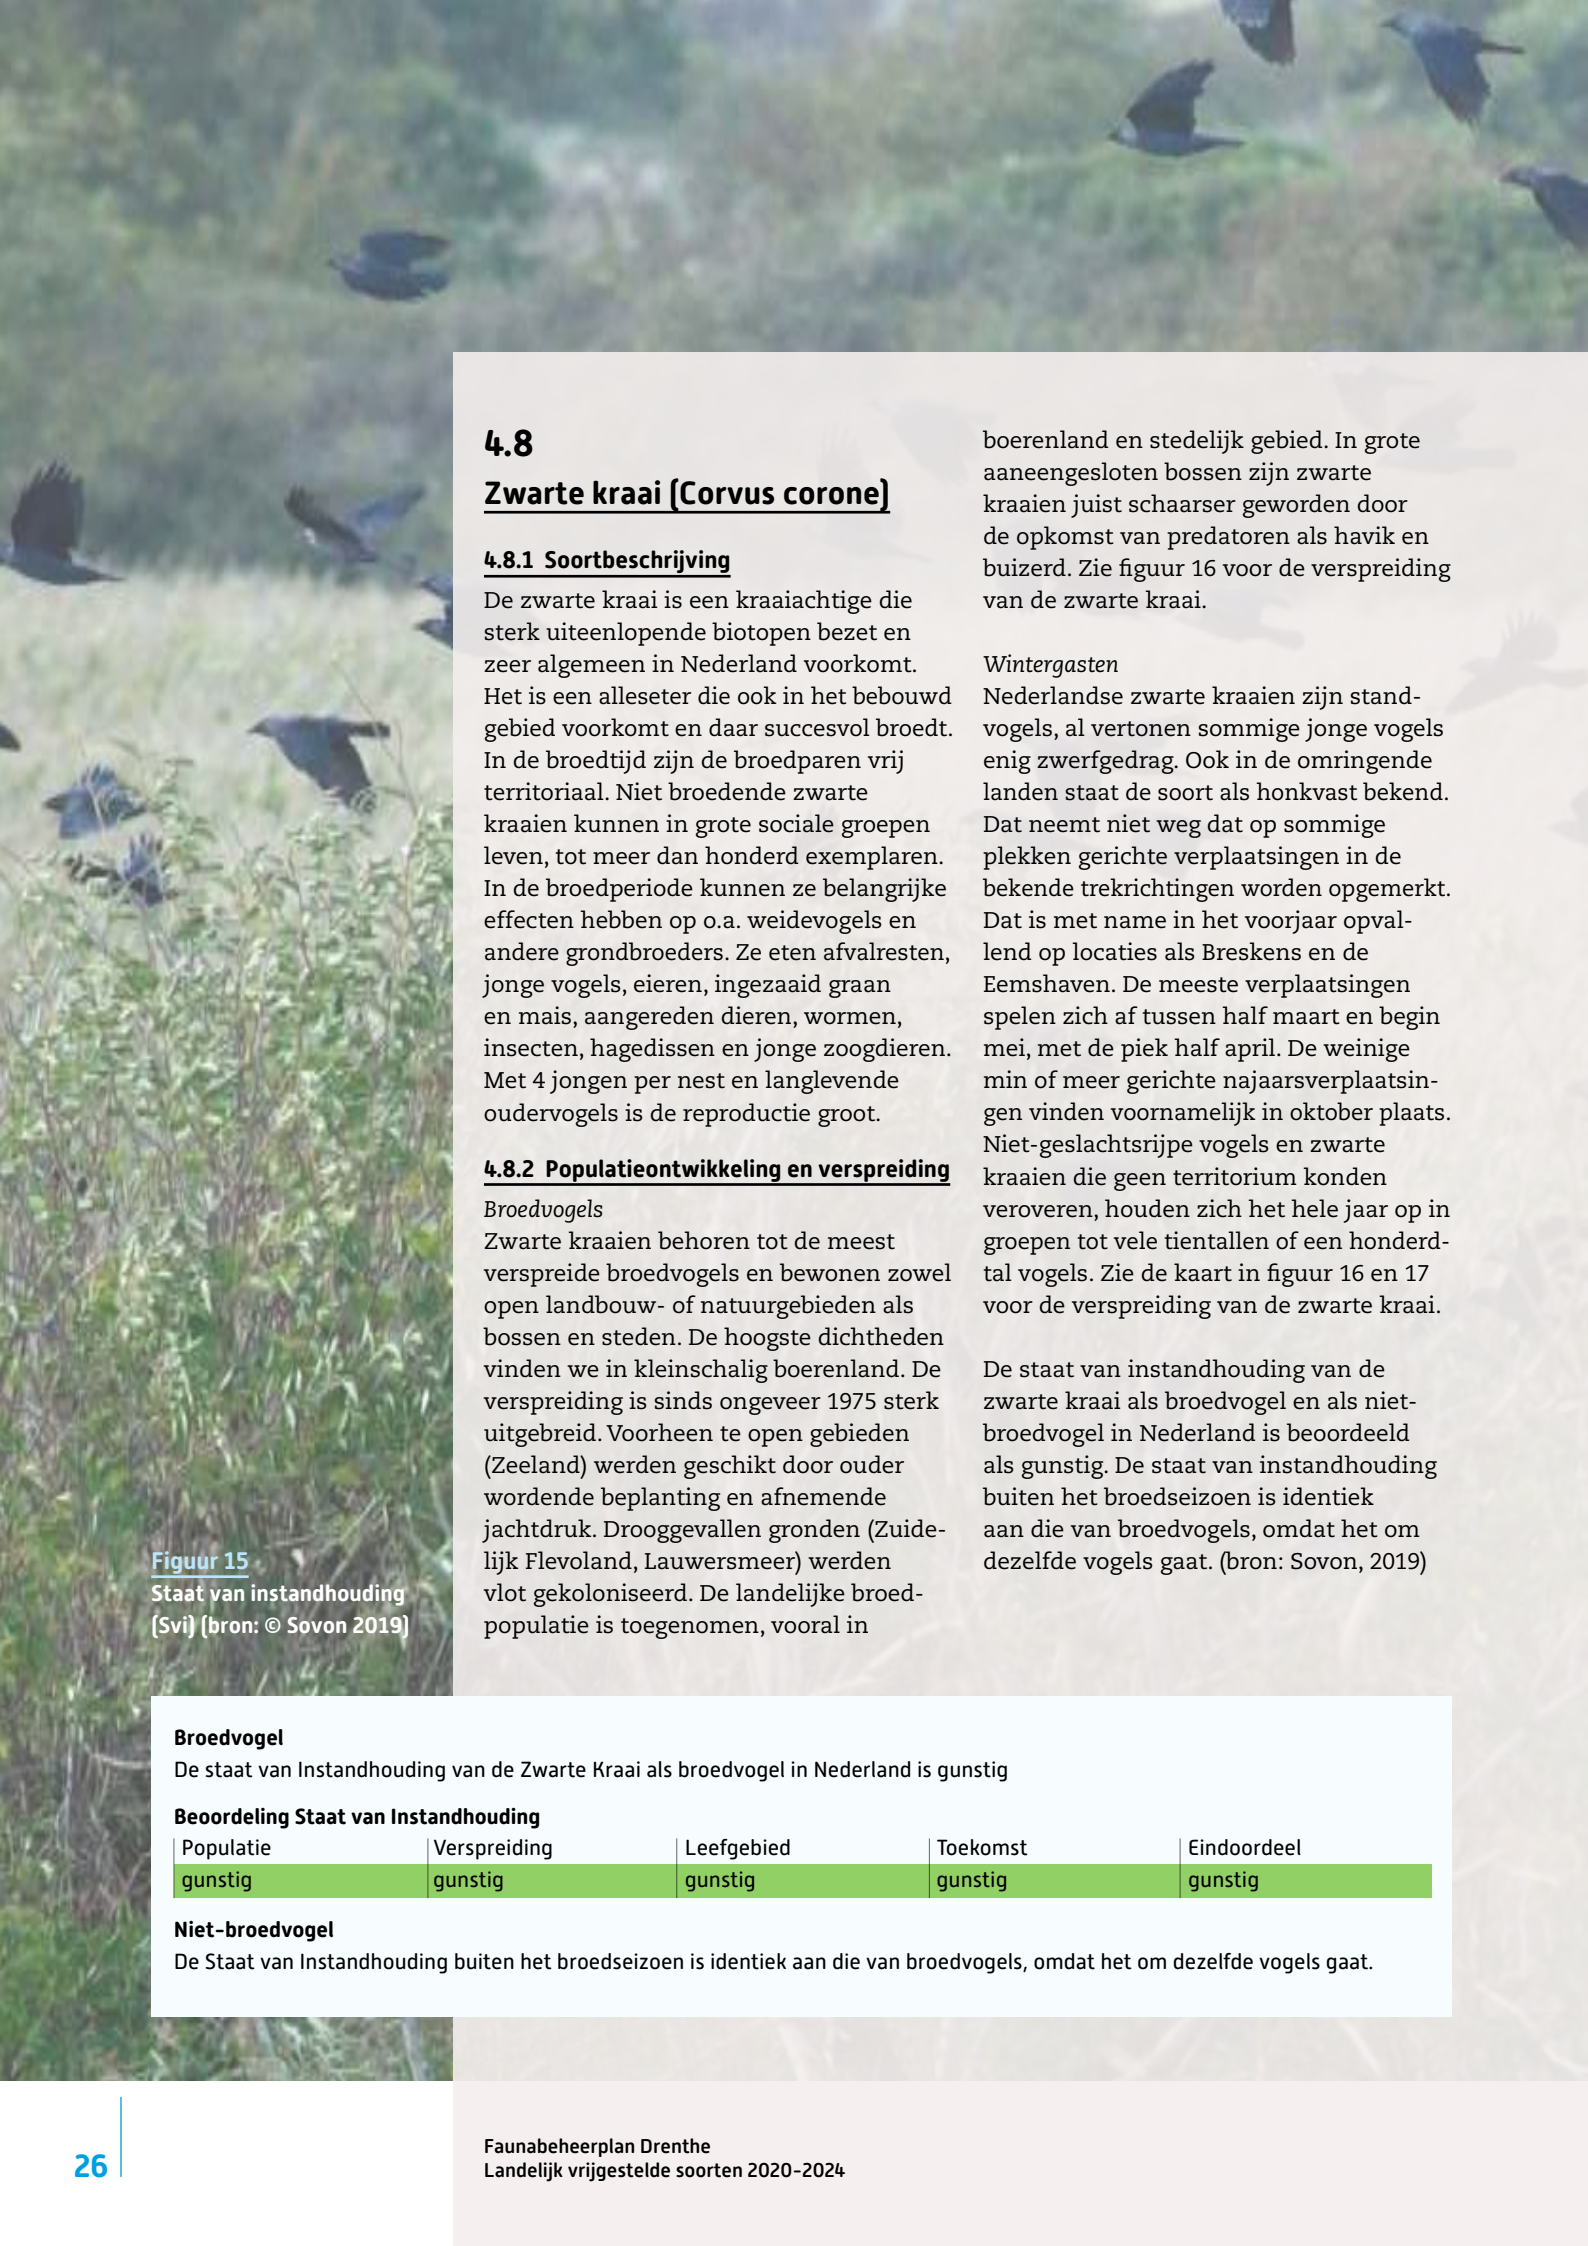 4.8
Zwarte kraai (Corvus corone)
4.8.1 Soortbeschrijving
De zwarte kraai is een kraaiachtige die
sterk uiteenlopende biotopen bezet en
zeer algemeen in Nederland voorkomt.
Het is een alleseter die ook in het bebouwd
gebied voorkomt en daar succesvol broedt.
In de broedtijd zijn de broedparen vrij
territoriaal. Niet broedende zwarte
kraaien kunnen in grote sociale groepen
leven, tot meer dan honderd exemplaren.
In de broedperiode kunnen ze belangrijke
effecten hebben op o.a. weidevogels en
andere grondbroeders. Ze eten afvalresten,
jonge vogels, eieren, ingezaaid graan
en mais, aangereden dieren, wormen,
insecten, hagedissen en jonge zoogdieren.
Met 4 jongen per nest en langlevende
oudervogels is de reproductie groot.
4.8.2 Populatieontwikkeling en verspreiding
Broedvogels
Zwarte kraaien behoren tot de meest
verspreide broedvogels en bewonen zowel
open landbouw- of natuurgebieden als
bossen en steden. De hoogste dichtheden
vinden we in kleinschalig boerenland. De
verspreiding is sinds ongeveer 1975 sterk
uitgebreid. Voorheen te open gebieden
(Zeeland) werden geschikt door ouder
wordende beplanting en afnemende
jachtdruk. Drooggevallen gronden (Zuide-
lijk Flevoland, Lauwersmeer) werden
vlot gekoloniseerd. De landelijke broed-
populatie is toegenomen, vooral in
boerenland en stedelijk gebied. In grote
aaneengesloten bossen zijn zwarte
kraaien juist schaarser geworden door
de opkomst van predatoren als havik en
buizerd. Zie figuur 16 voor de verspreiding
van de zwarte kraai.
Wintergasten
Nederlandse zwarte kraaien zijn stand-
vogels, al vertonen sommige jonge vogels
enig zwerfgedrag. Ook in de omringende
landen staat de soort als honkvast bekend.
Dat neemt niet weg dat op sommige
plekken gerichte verplaatsingen in de
bekende trekrichtingen worden opgemerkt.
Dat is met name in het voorjaar opval-
lend op locaties als Breskens en de
Eemshaven. De meeste verplaatsingen
spelen zich af tussen half maart en begin
mei, met de piek half april. De weinige
min of meer gerichte najaarsverplaatsin-
gen vinden voornamelijk in oktober plaats.
Niet-geslachtsrijpe vogels en zwarte
kraaien die geen territorium konden
veroveren, houden zich het hele jaar op in
groepen tot vele tientallen of een honderd-
tal vogels. Zie de kaart in figuur 16 en 17
voor de verspreiding van de zwarte kraai.
De staat van instandhouding van de
zwarte kraai als broedvogel en als niet-
broedvogel in Nederland is beoordeeld
als gunstig. De staat van instandhouding
buiten het broedseizoen is identiek
aan die van broedvogels, omdat het om
dezelfde vogels gaat. (bron: Sovon, 2019)
Figuur 15
Staat van instandhouding
(Svi) (bron: © Sovon 2019)
Broedvogel
De staat van Instandhouding van de Zwarte Kraai als broedvogel in Nederland is gunstig
Beoordeling Staat van Instandhouding
Populatie Verspreiding Leefgebied Toekomst Eindoordeel
gunstig gunstig gunstig gunstig gunstig
Niet-broedvogel
De Staat van Instandhouding buiten het broedseizoen is identiek aan die van broedvogels, omdat het om dezelfde vogels gaat.
26
Faunabeheerplan Drenthe
Landelijk vrijgestelde soorten 2020-2024